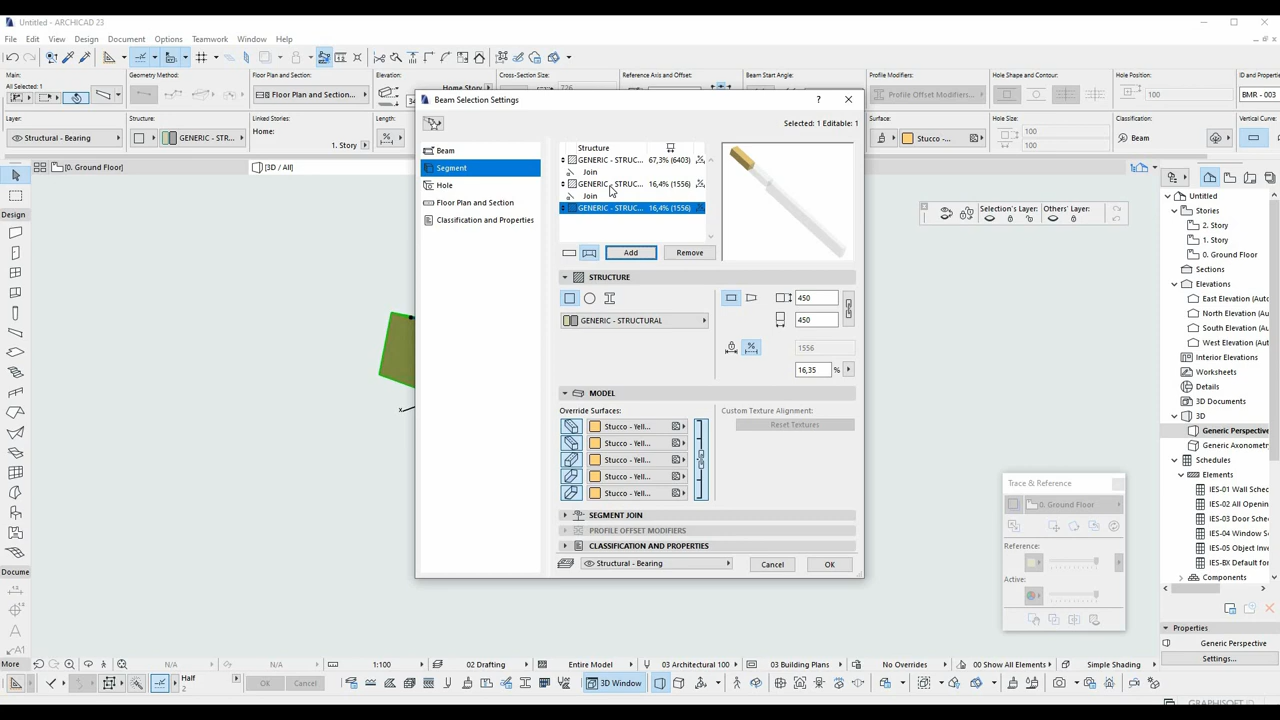 Untitled - ARCHICAD 23
File Edit View Design Document Options Teamwork Window Help
Main: Geometry Method: Floor Plan and Section: Elevation: Cross-Section Size: Reference Axis and Offset: Beam Start Angle: Profile Modifiers: Hole Shape and Contour: Hole Position: ID and Proper
All Selected: 1
Floor Plan and Section... Home Story 726 Profile Offset Modifiers... 100 BMR - 003
Layer: Structure: Linked Stories: Length: Surface: Hole Size: Classification:
Structural - Bearing GENERIC - STRUC... Home: 1. Story Stucco -... 100 100 Beam
[0. Ground Floor] [3D / All]
Design
Beam Selection Settings
? Selected: 1 Editable: 1
Beam
Segment
Hole
Floor Plan and Section
Classification and Properties
Structure
GENERIC - STRUC... 67,3% (6403)
Join
GENERIC - STRUC... 16,4% (1556)
Join
GENERIC - STRUC... 16,4% (1556)
Add Remove
STRUCTURE
450
GENERIC - STRUCTURAL 450
1556
16,35 %
MODEL
Override Surfaces: Custom Texture Alignment:
Stucco - Yell... Reset Textures
Stucco - Yell...
Stucco - Yell...
Stucco - Yell...
Stucco - Yell...
SEGMENT JOIN
PROFILE OFFSET MODIFIERS
CLASSIFICATION AND PROPERTIES
Structural - Bearing Cancel OK
x
Selection's Layer: Others' Layer:
Trace & Reference
0. Ground Floor
Reference:
Active:
Untitled
Stories
2. Story
1. Story
0. Ground Floor
Sections
Elevations
East Elevation (Aut
North Elevation (Au
South Elevation (Au
West Elevation (Aut
Interior Elevations
Worksheets
Details
3D Documents
3D
Generic Perspective
Generic Axonometry
Schedules
Elements
IES-01 Wall Sched
IES-02 All Opening
IES-03 Door Sche
IES-04 Window S
IES-05 Object Inv
IES-BX Default for
Components
Properties
Generic Perspective
Settings...
Docume
More N/A N/A 1:100 02 Drafting Entire Model 03 Architectural 100 03 Building Plans No Overrides 00 Show All Elements Simple Shading
Half
2
OK Cancel 3D Window
GRAPHISOFT